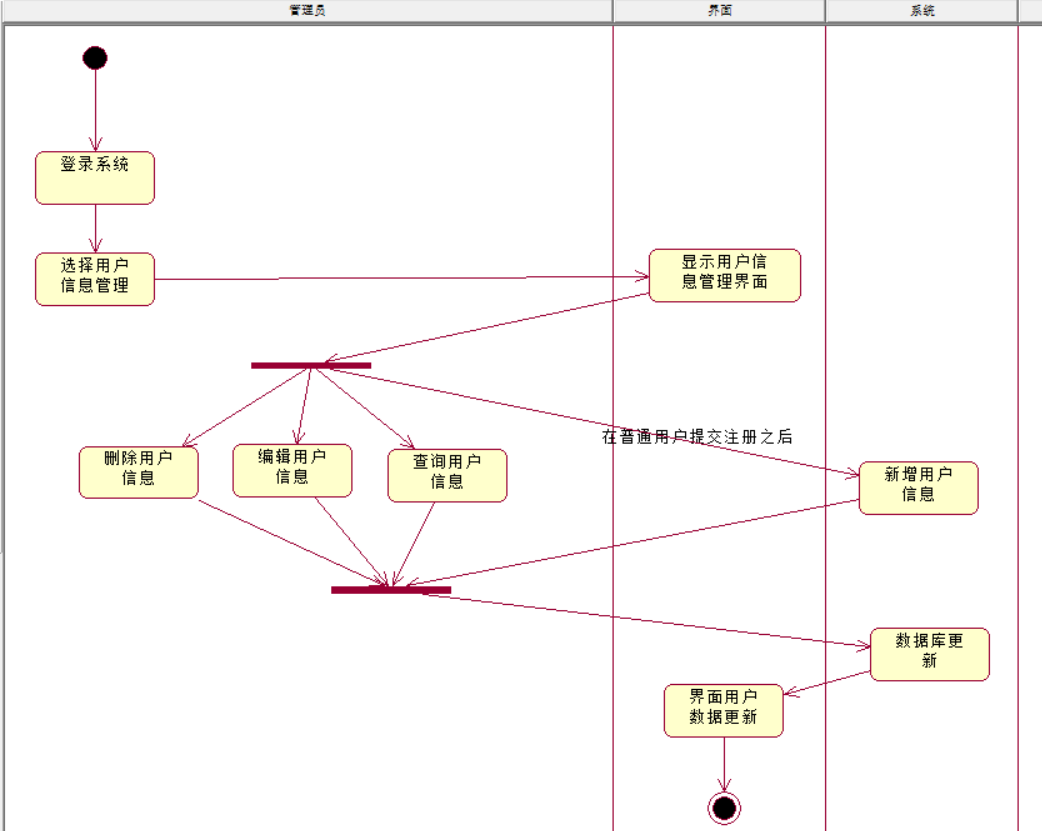 管理员
界面
系统
登录系统
选择用户
信息管理
显示用户信
息管理界面
在普通用户提交注册之后
删除用户
信息
编辑用户
信息
查询用户
信息
新增用户
信息
数据库更
新
界面用户
数据更新